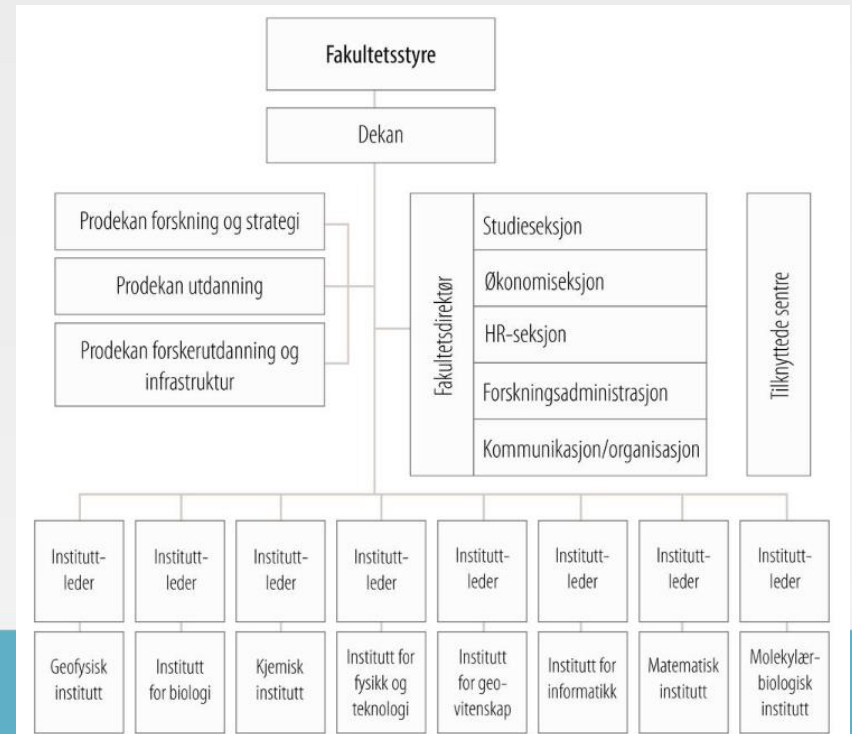 Fakultetsstyre
Dekan
Prodekan forskning og strategi
Prodekan utdanning
Prodekan forskerutdanning og
infrastruktur
Fakultetsdirektør
Studieseksjon
Økonomiseksjon
HR-seksjon
Forskningsadministrasjon
Kommunikasjon/organisasjon
Tilknyttede sentre
Institutt-
leder
Institutt-
leder
Institutt-
leder
Institutt-
leder
Institutt-
leder
Institutt-
leder
Institutt-
leder
Institutt-
leder
Geofysisk
institutt
Institutt
for biologi
Kjemisk
institutt
Institutt for
fysikk og
teknologi
Institutt
for geo-
vitenskap
Institutt for
informatikk
Matematisk
institutt
Molekylær-
biologisk
institutt